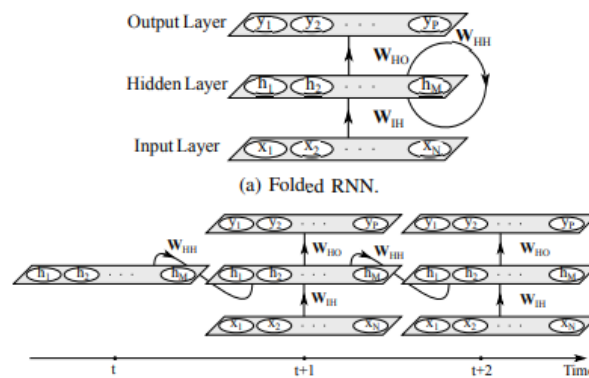 Output Layer y1 y2 . . . yP
WHO WHH
Hidden Layer h1 h2 . . . hM
WIH
Input Layer x1 x2 . . . xN
(a) Folded RNN.
y1 y2 . . . yP y1 y2 . . . yP
WHH WHO WHH WHO
h1 h2 . . . hM h1 h2 . . . hM h1 h2 . . . hM
WIH WIH
x1 x2 . . . xN x1 x2 . . . xN
t t+1 t+2 Time